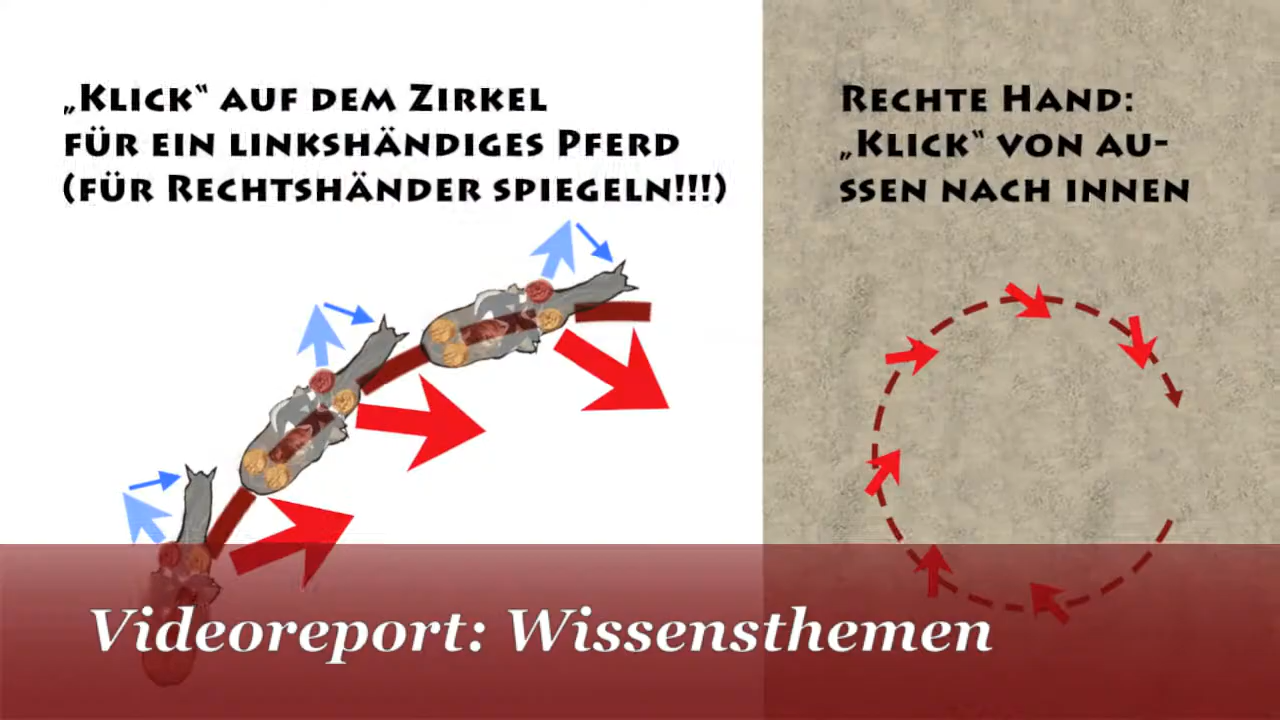 „Klick“ auf dem Zirkel
für ein linkshändiges Pferd
(für Rechtshänder spiegeln!!!)
Rechte Hand:
„Klick“ von au-
ssen nach innen
Videoreport: Wissensthemen